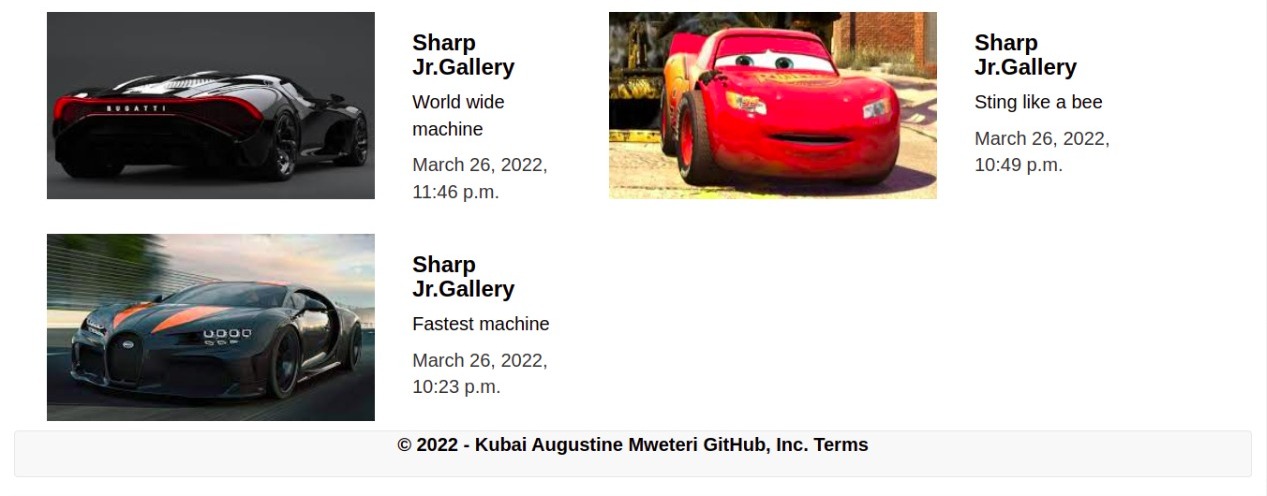 BUGATTI
Sharp
Jr.Gallery
World wide
machine
March 26, 2022,
11:46 p.m.
Sharp
Jr.Gallery
Sting like a bee
March 26, 2022,
10:49 p.m.
Sharp
Jr.Gallery
Fastest machine
March 26, 2022,
10:23 p.m.
© 2022 - Kubai Augustine Mweteri GitHub, Inc. Terms